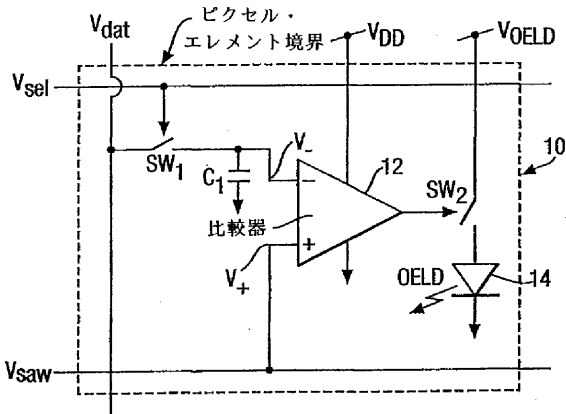 ピクセル・
エレメント境界
Vdat
VDD
VOELD
Vsel
10
SW1
V-
12
C1
SW2
比較器
−
+
V+
OELD
14
Vsaw